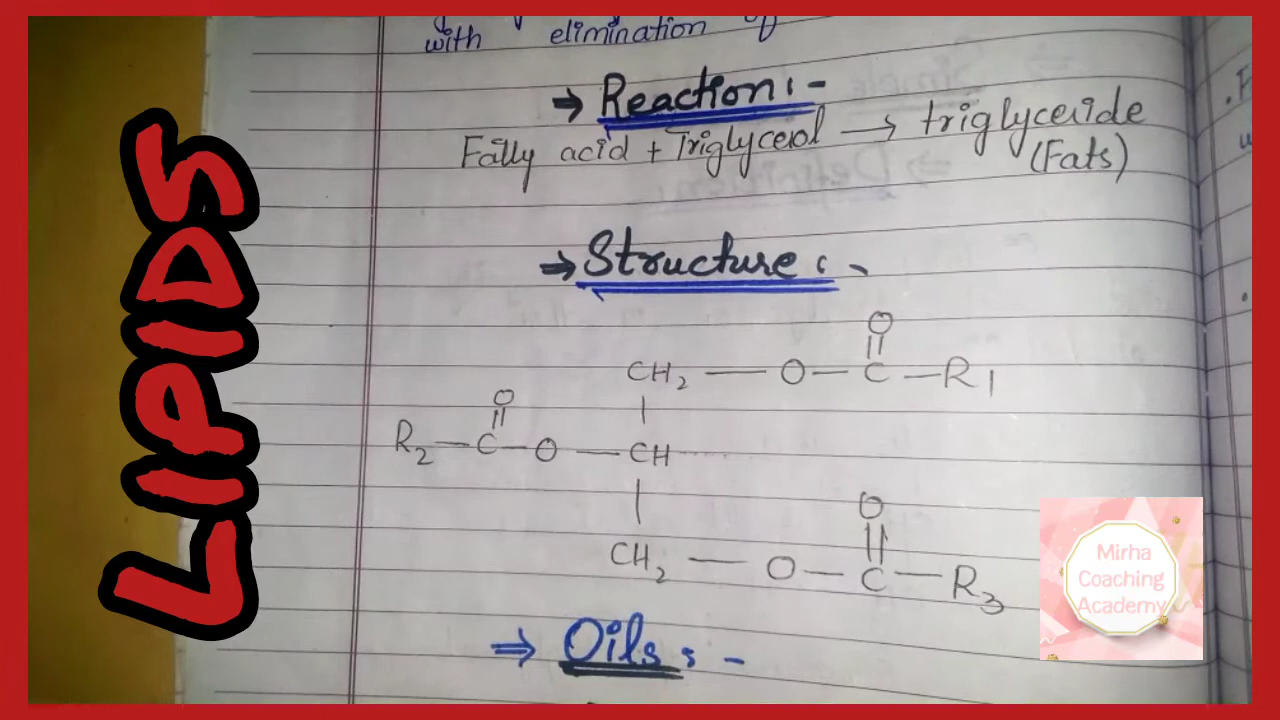 LIPIDS
with elimination of
⇒ Reaction :-
Fatty acid + Triglycerol → triglyceride
(Fats)
⇒ Structure :-
O
||
CH2 — O — C — R1
|
O
||
R2 — C — O — CH
|
O
||
CH2 — O — C — R3
⇒ Oils :-
Mirha
Coaching
Academy